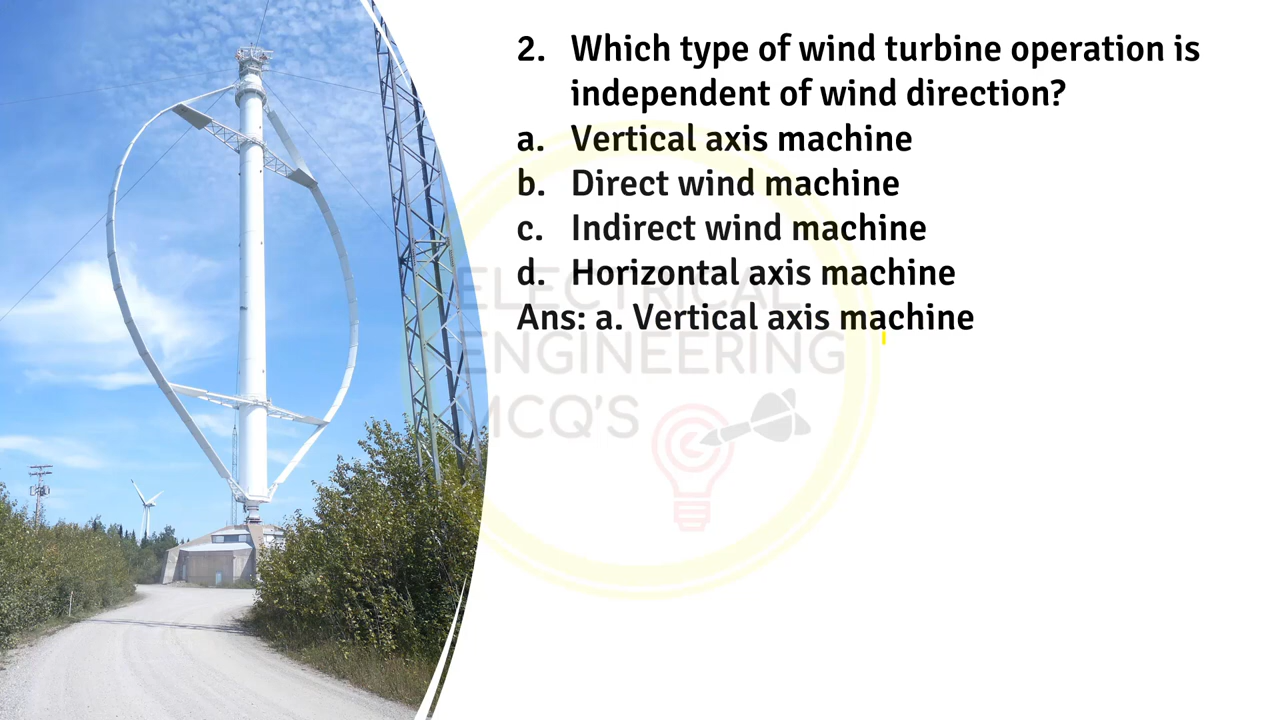 2. Which type of wind turbine operation is
independent of wind direction?
a. Vertical axis machine
b. Direct wind machine
c. Indirect wind machine
d. Horizontal axis machine
Ans: a. Vertical axis machine
ELECTRICAL
ENGINEERING
MCQ'S